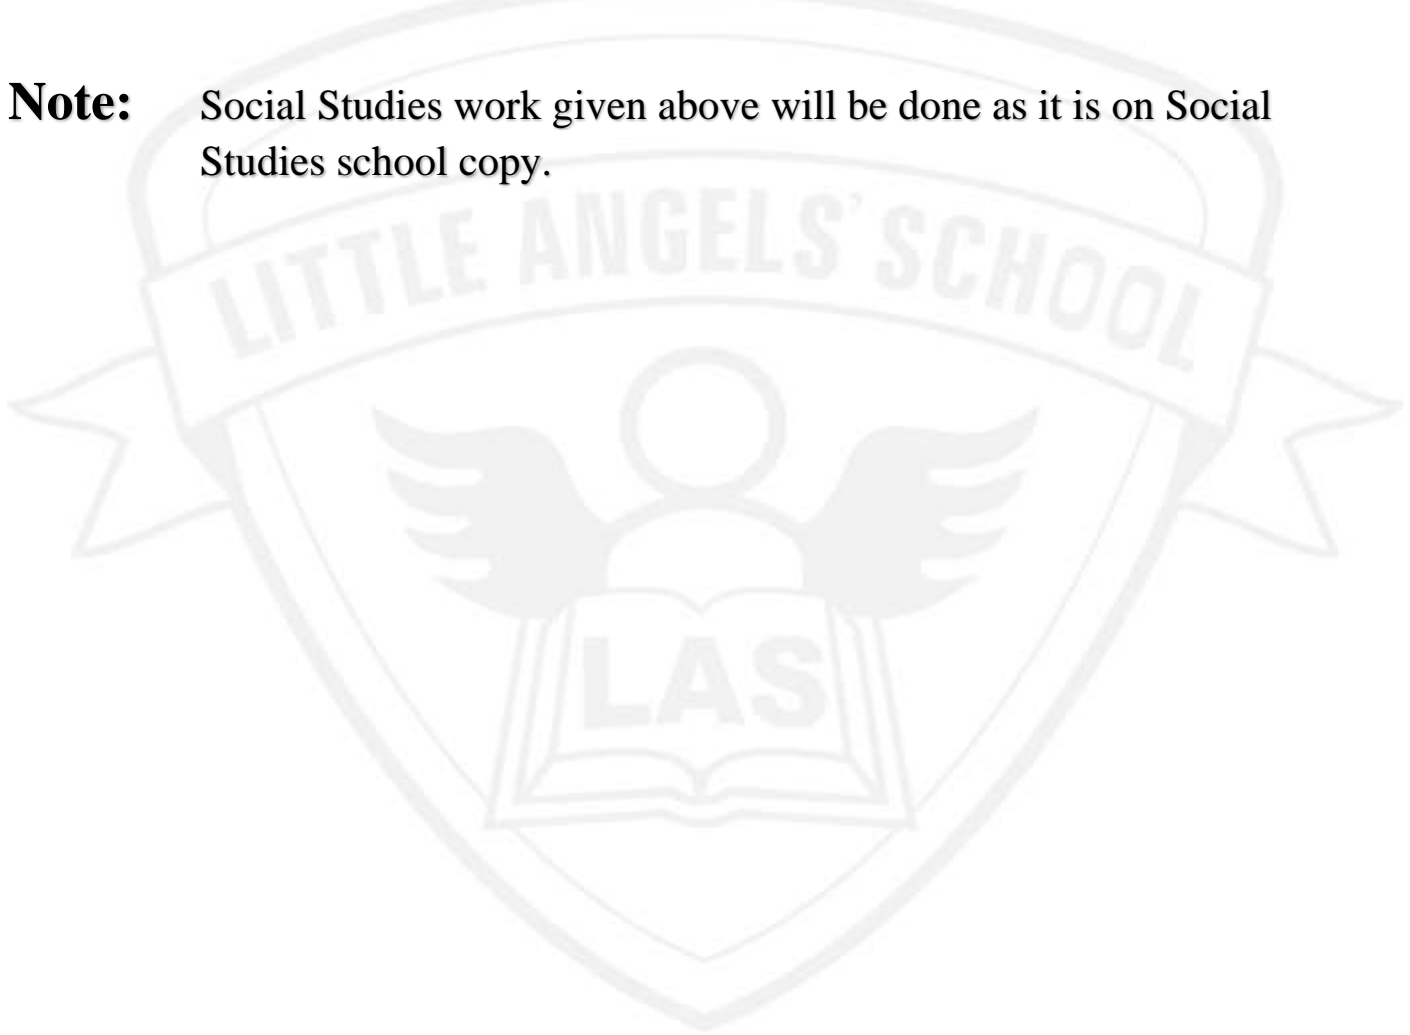 Note: Social Studies work given above will be done as it is on Social
Studies school copy.
LITTLE ANGELS' SCHOOL
LAS